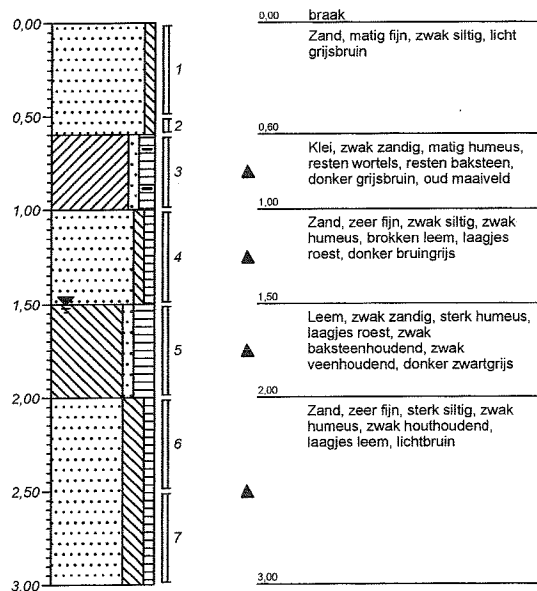 0,00
0,50
1,00
1,50
2,00
2,50
3,00
1
2
3
4
5
6
7
0,00 braak
Zand, matig fijn, zwak siltig, licht
grijsbruin
0,60
Klei, zwak zandig, matig humeus,
resten wortels, resten baksteen,
donker grijsbruin, oud maaiveld
1,00
Zand, zeer fijn, zwak siltig, zwak
humeus, brokken leem, laagjes
roest, donker bruingrijs
1,50
Leem, zwak zandig, sterk humeus,
laagjes roest, zwak
baksteenhoudend, zwak
veenhoudend, donker zwartgrijs
2,00
Zand, zeer fijn, sterk siltig, zwak
humeus, zwak houthoudend,
laagjes leem, lichtbruin
3,00